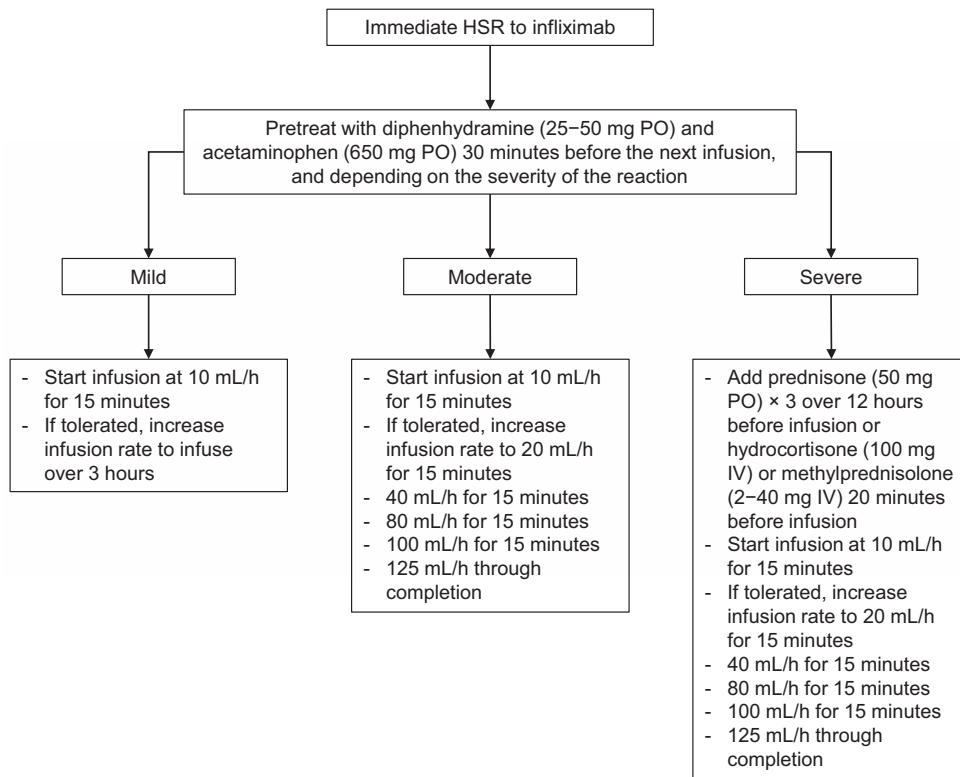 Immediate HSR to infliximab
Pretreat with diphenhydramine (25−50 mg PO) and
acetaminophen (650 mg PO) 30 minutes before the next infusion,
and depending on the severity of the reaction
Mild
Moderate
Severe
- Start infusion at 10 mL/h
for 15 minutes
- If tolerated, increase
infusion rate to infuse
over 3 hours
- Start infusion at 10 mL/h
for 15 minutes
- If tolerated, increase
infusion rate to 20 mL/h
for 15 minutes
- 40 mL/h for 15 minutes
- 80 mL/h for 15 minutes
- 100 mL/h for 15 minutes
- 125 mL/h through
completion
- Add prednisone (50 mg
PO) × 3 over 12 hours
before infusion or
hydrocortisone (100 mg
IV) or methylprednisolone
(2−40 mg IV) 20 minutes
before infusion
- Start infusion at 10 mL/h
for 15 minutes
- If tolerated, increase
infusion rate to 20 mL/h
for 15 minutes
- 40 mL/h for 15 minutes
- 80 mL/h for 15 minutes
- 100 mL/h for 15 minutes
- 125 mL/h through
completion